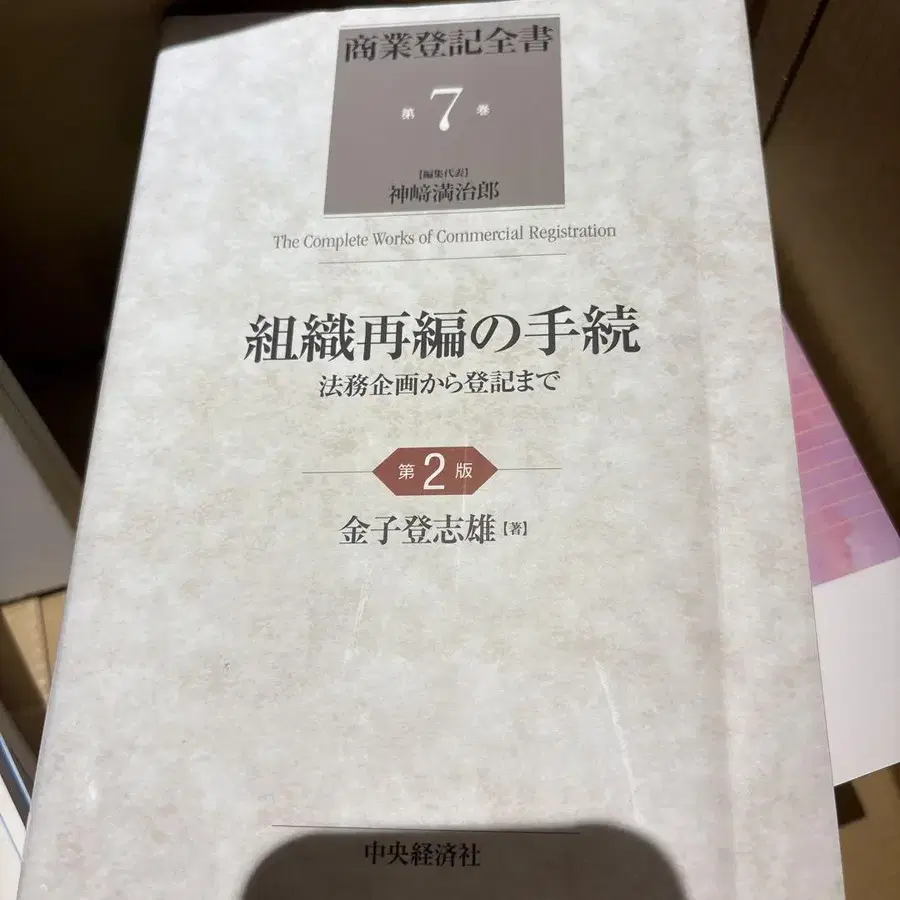 商業登記全書
第7巻
【編集代表】
神﨑満治郎
The Complete Works of Commercial Registration
組織再編の手続
法務企画から登記まで
第2版
金子登志雄【著】
中央経済社